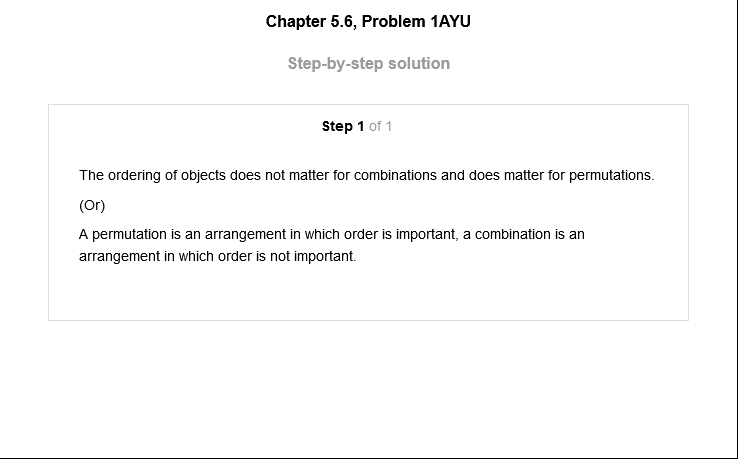 Chapter 5.6, Problem 1AYU
Step-by-step solution
Step 1 of 1
The ordering of objects does not matter for combinations and does matter for permutations.
(Or)
A permutation is an arrangement in which order is important, a combination is an
arrangement in which order is not important.